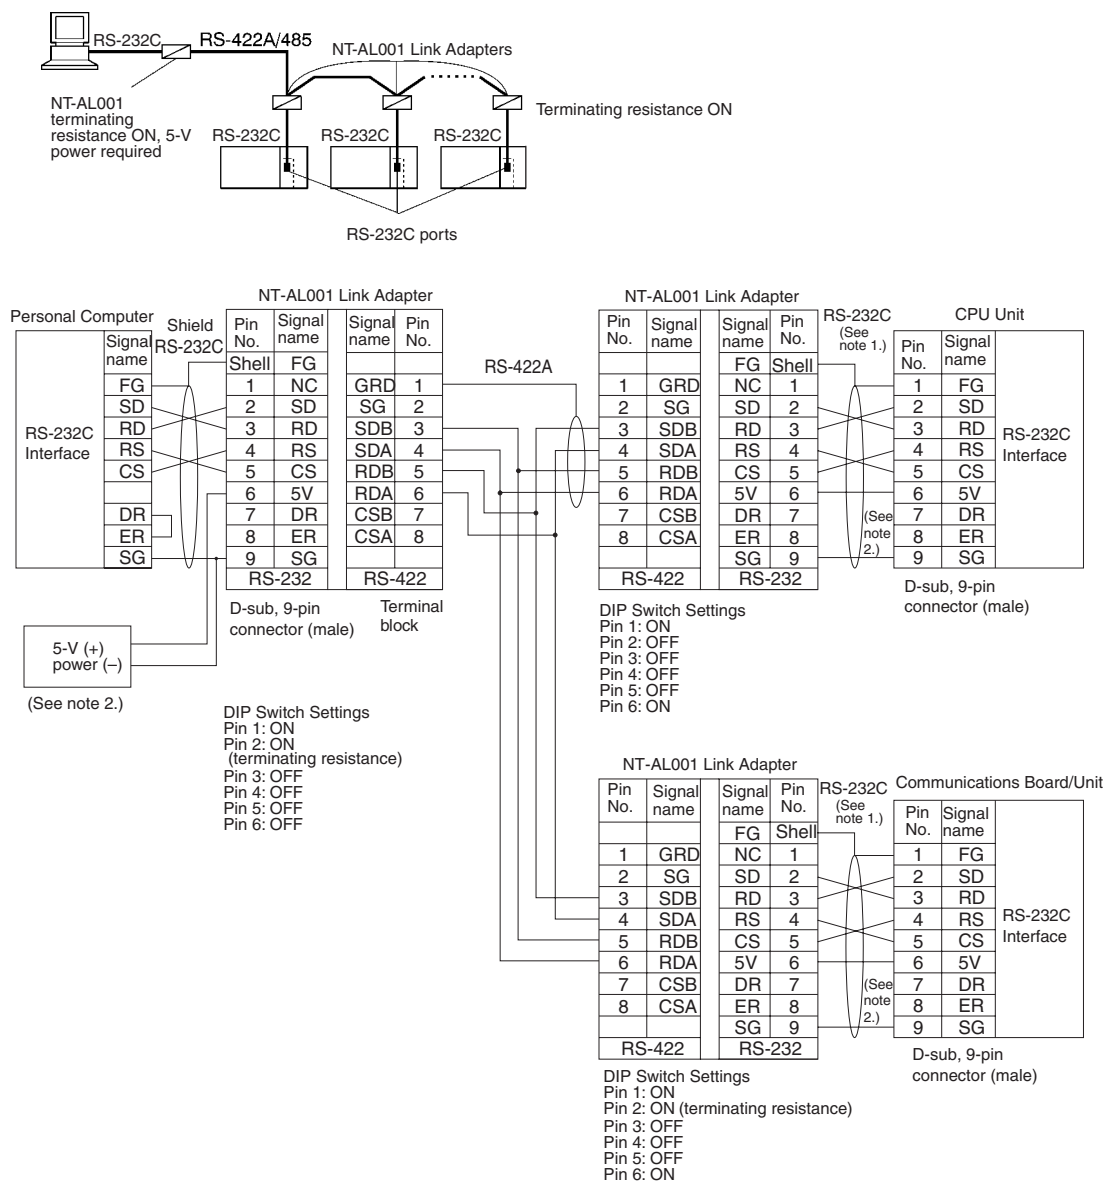 RS-232C RS-422A/485
NT-AL001 Link Adapters
NT-AL001
terminating
resistance ON, 5-V
power required
Terminating resistance ON
RS-232C RS-232C RS-232C
RS-232C ports
NT-AL001 Link Adapter
Personal Computer
Shield
RS-232C
Signal
name
FG
SD
RD
RS
CS
DR
ER
SG
RS-232C
Interface
Pin No. Signal name
Shell FG
1 NC
2 SD
3 RD
4 RS
5 CS
6 5V
7 DR
8 ER
9 SG
RS-232
Signal name Pin No.
GRD 1
SG 2
SDB 3
SDA 4
RDB 5
RDA 6
CSB 7
CSA 8
RS-422
D-sub, 9-pin
connector (male)
Terminal
block
RS-422A
5-V (+)
power (–)
(See note 2.)
DIP Switch Settings
Pin 1: ON
Pin 2: ON
(terminating resistance)
Pin 3: OFF
Pin 4: OFF
Pin 5: OFF
Pin 6: OFF
NT-AL001 Link Adapter
Pin No. Signal name
1 GRD
2 SG
3 SDB
4 SDA
5 RDB
6 RDA
7 CSB
8 CSA
RS-422
Signal name Pin No.
FG Shell
NC 1
SD 2
RD 3
RS 4
CS 5
5V 6
DR 7
ER 8
SG 9
RS-232
RS-232C
(See
note 1.)
(See
note
2.)
CPU Unit
Pin No. Signal name
1 FG
2 SD
3 RD
4 RS
5 CS
6 5V
7 DR
8 ER
9 SG
RS-232C
Interface
D-sub, 9-pin
connector (male)
DIP Switch Settings
Pin 1: ON
Pin 2: OFF
Pin 3: OFF
Pin 4: OFF
Pin 5: OFF
Pin 6: ON
NT-AL001 Link Adapter
Pin No. Signal name
1 GRD
2 SG
3 SDB
4 SDA
5 RDB
6 RDA
7 CSB
8 CSA
RS-422
Signal name Pin No.
FG Shell
NC 1
SD 2
RD 3
RS 4
CS 5
5V 6
DR 7
ER 8
SG 9
RS-232
RS-232C
(See
note 1.)
(See
note
2.)
Communications Board/Unit
Pin No. Signal name
1 FG
2 SD
3 RD
4 RS
5 CS
6 5V
7 DR
8 ER
9 SG
RS-232C
Interface
D-sub, 9-pin
connector (male)
DIP Switch Settings
Pin 1: ON
Pin 2: ON (terminating resistance)
Pin 3: OFF
Pin 4: OFF
Pin 5: OFF
Pin 6: ON